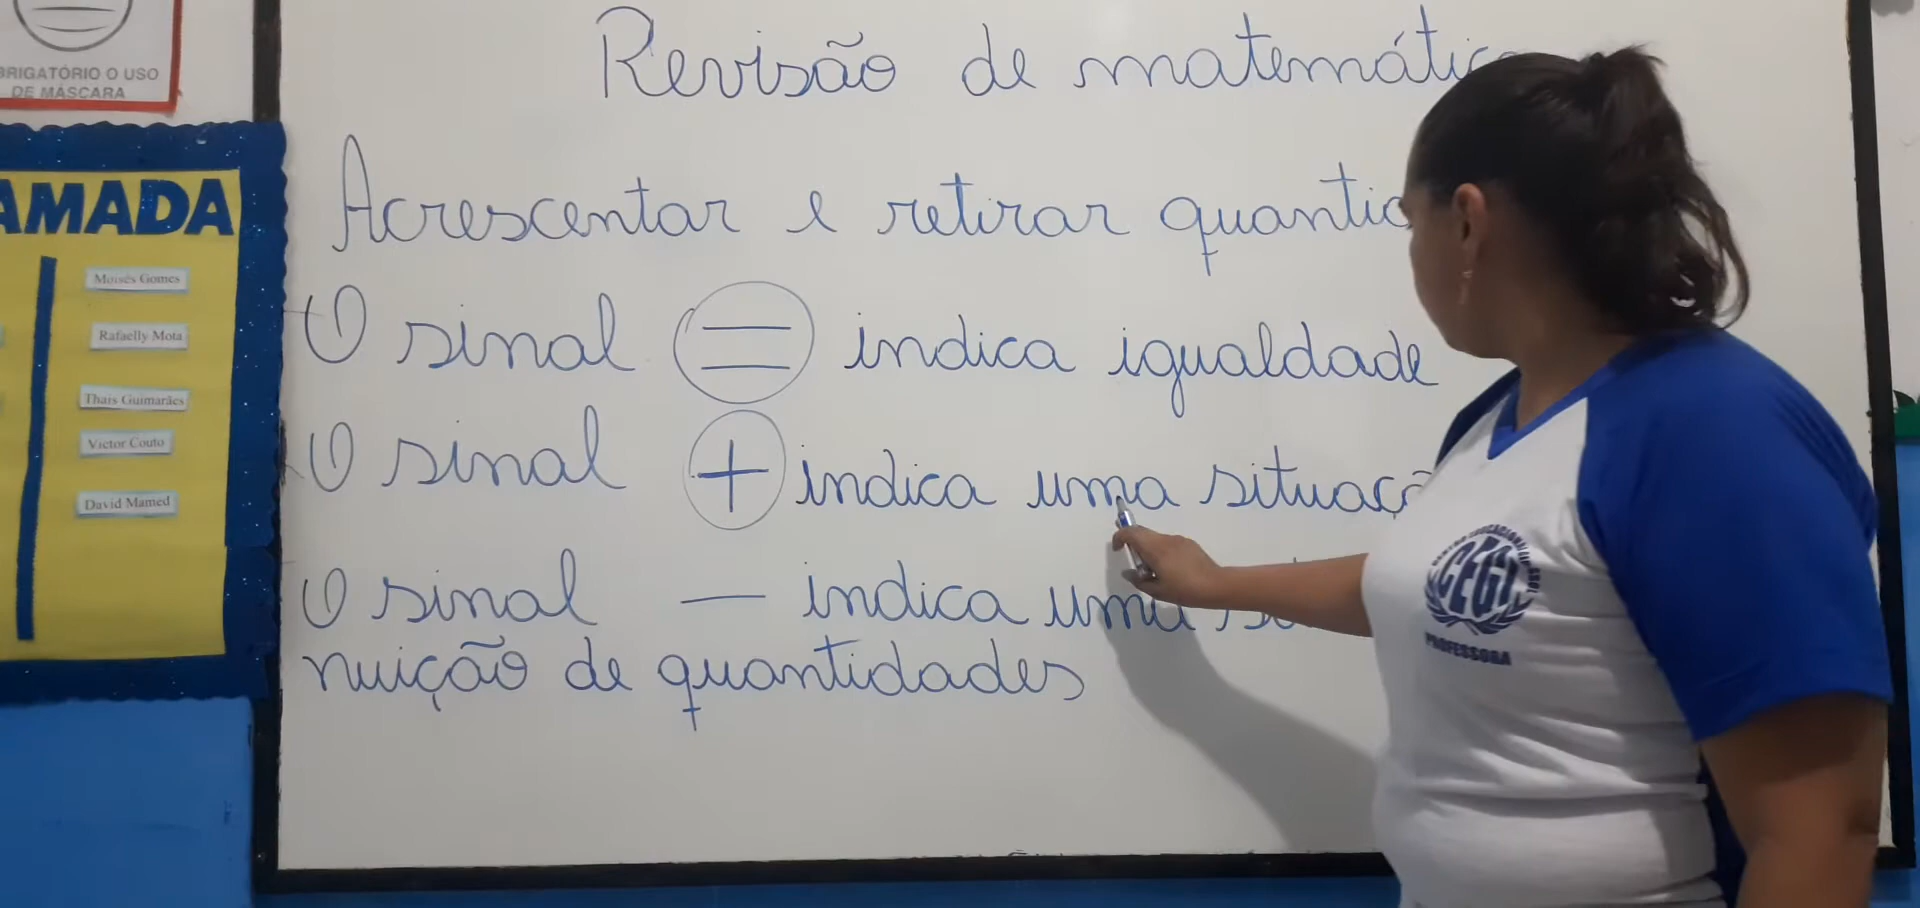 BRIGATÓRIO O USO
DE MÁSCARA
AMADA
Moisés Gomes
Rafaelly Mota
Thais Guimarães
Victor Couto
David Mamed
Revisão de matemátic
Acrescentar e retirar quantid
O sinal = indica igualdade
O sinal + indica uma situaçã
O sinal — indica uma
nuição de quantidades
CEGI
PROFESSORA